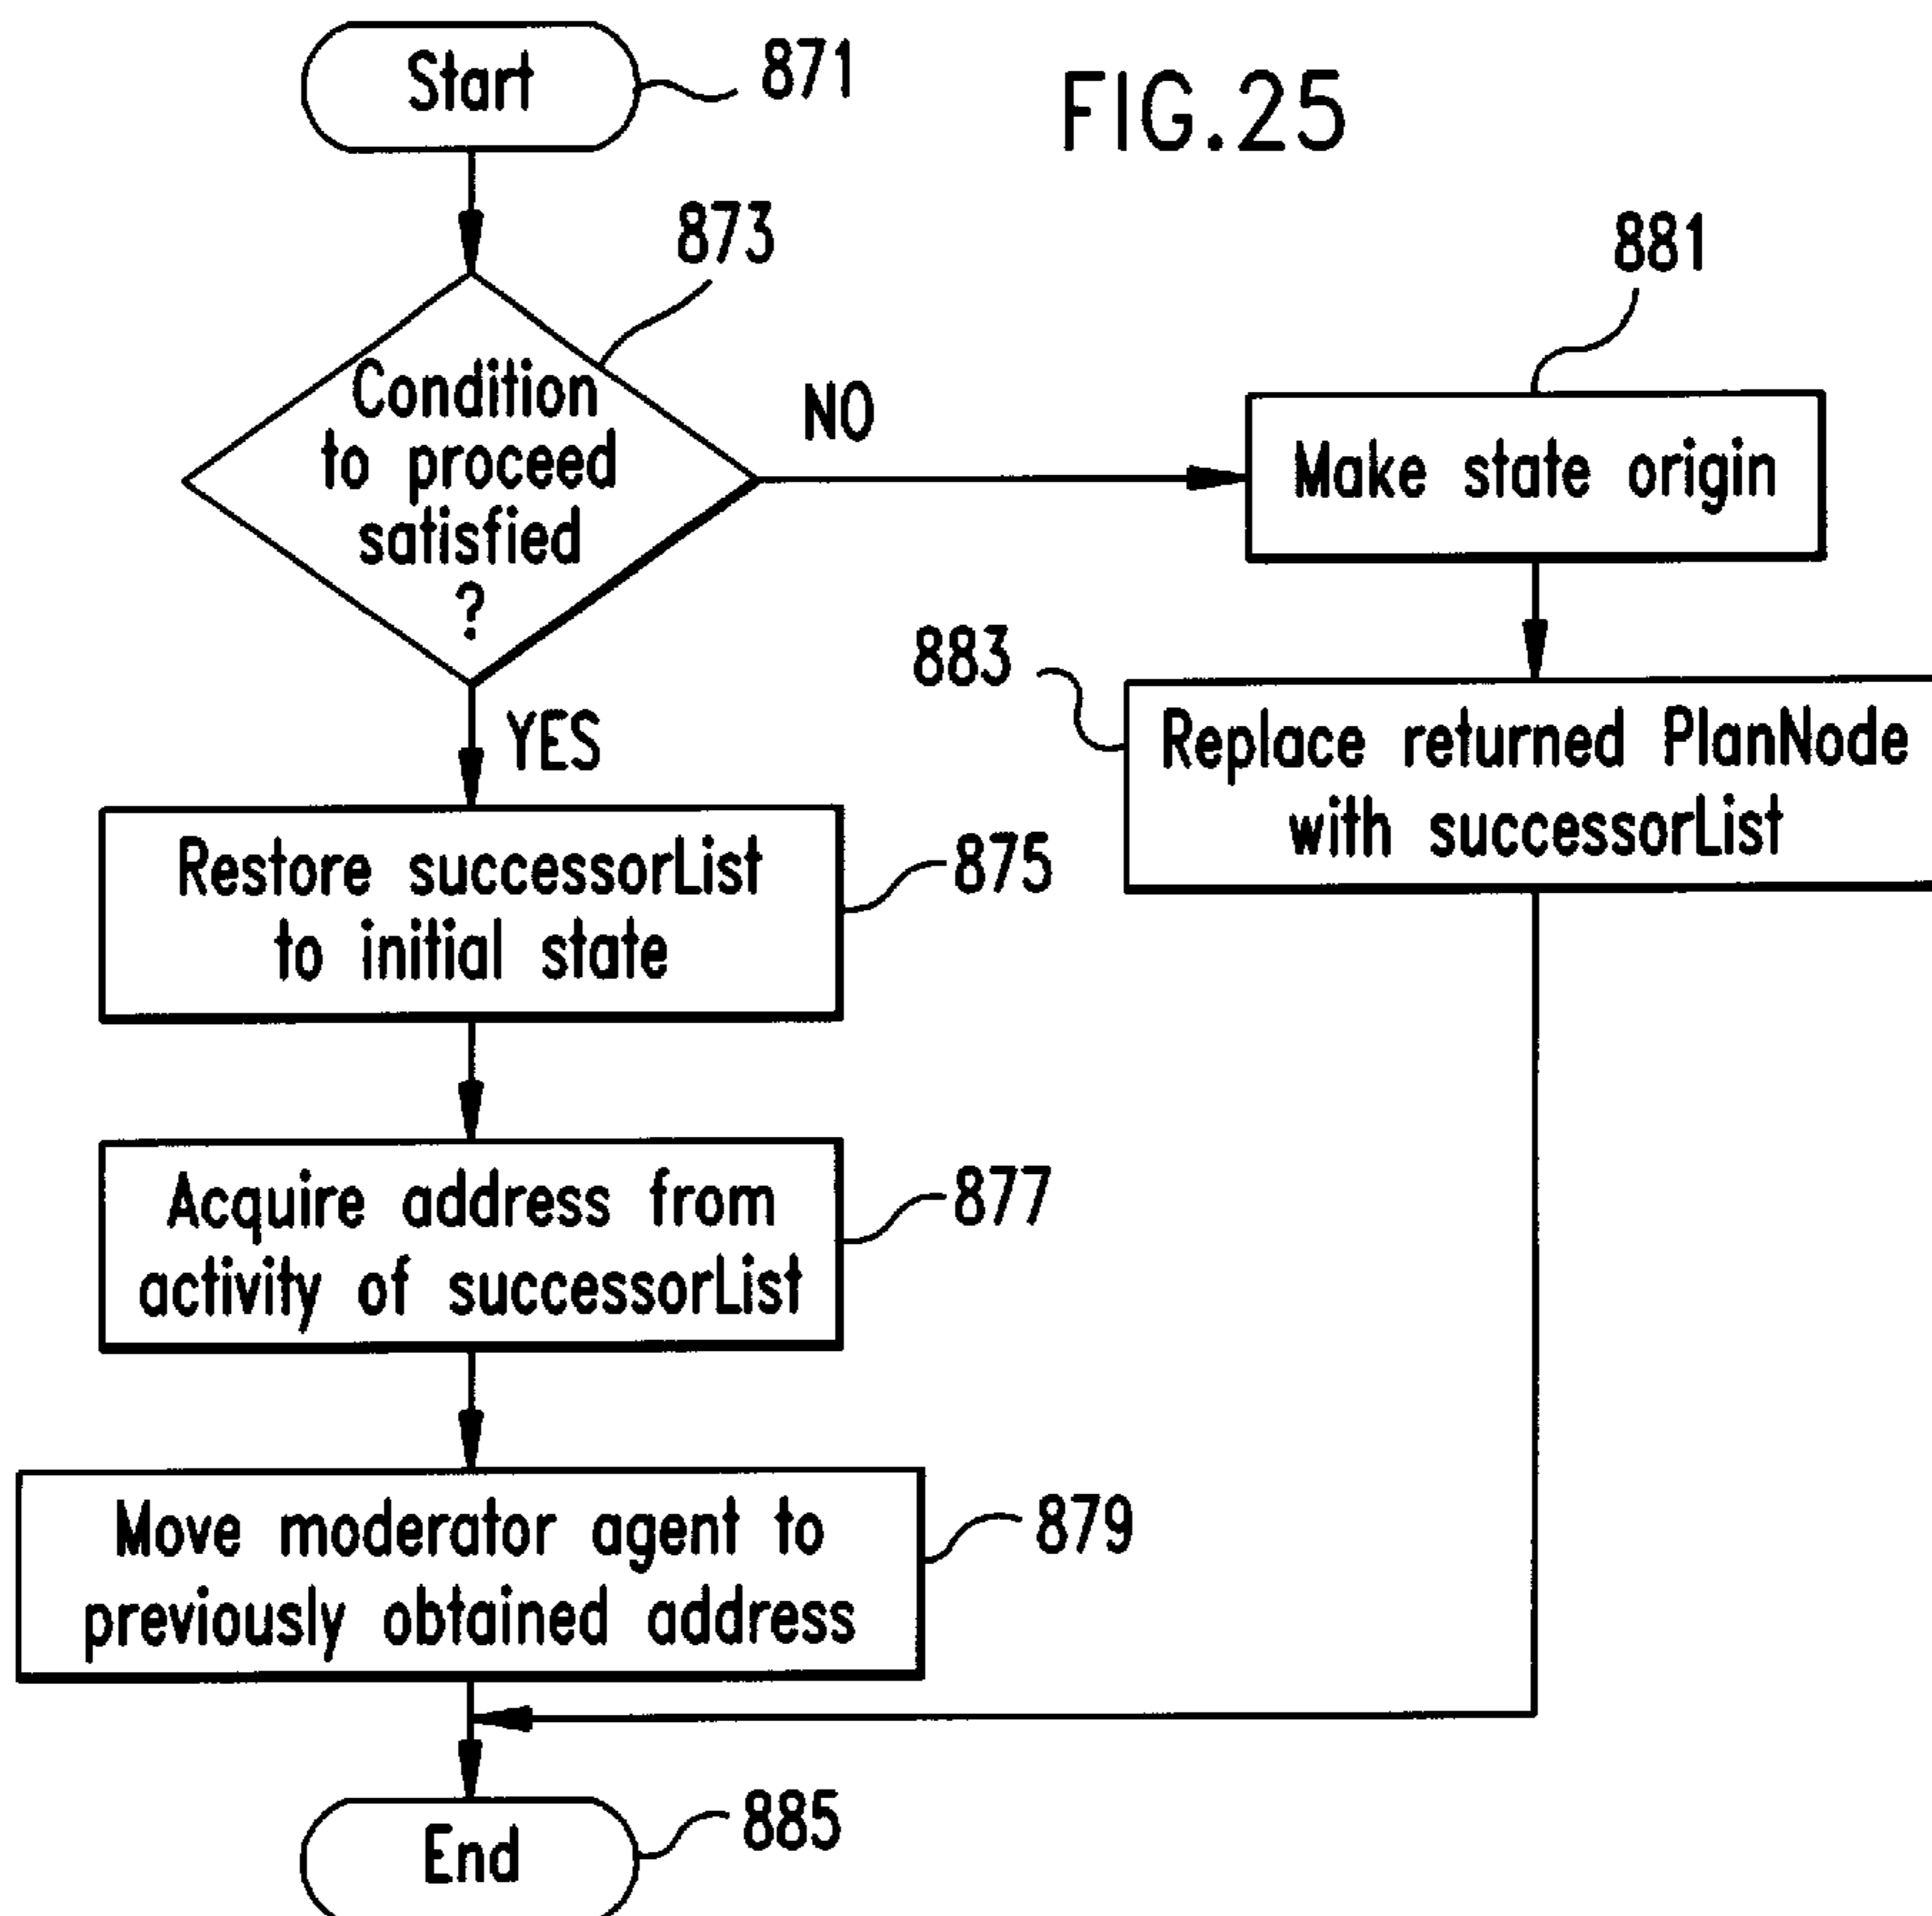 Start
871
FIG.25
873
Condition
to proceed
satisfied
?
NO
881
Make state origin
YES
883
Replace returned PlanNode
with successorList
Restore successorList
to initial state
875
Acquire address from
activity of successorList
877
Move moderator agent to
previously obtained address
879
End
885